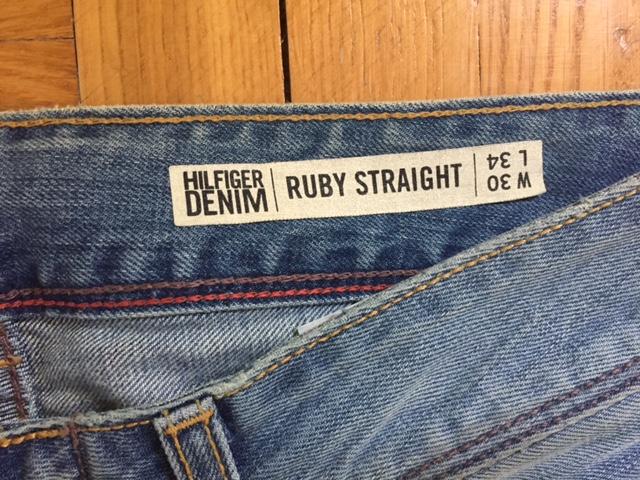 HILFIGER
DENIM
RUBY STRAIGHT
W 30
L 34